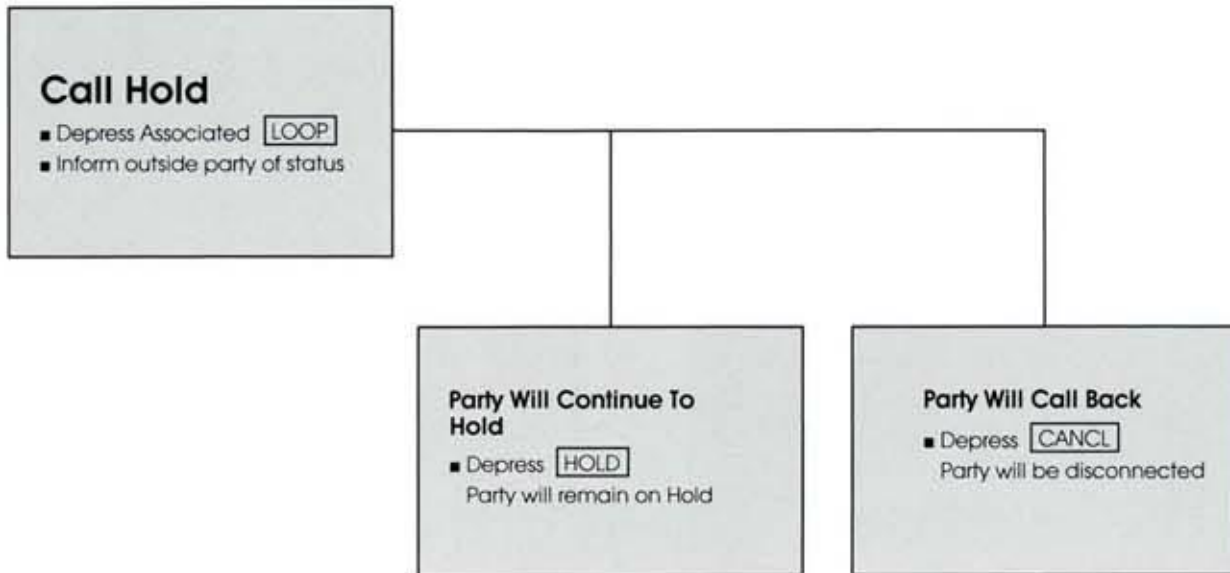 Call Hold
■ Depress Associated LOOP
■ Inform outside party of status
Party Will Continue To
Hold
■ Depress HOLD
Party will remain on Hold
Party Will Call Back
■ Depress CANCL
Party will be disconnected